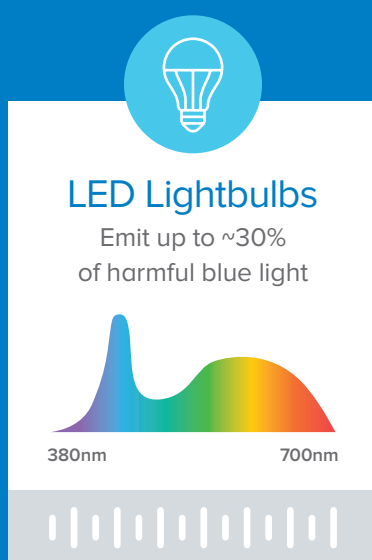 LED Lightbulbs
Emit up to ~30%
of harmful blue light
380nm 700nm